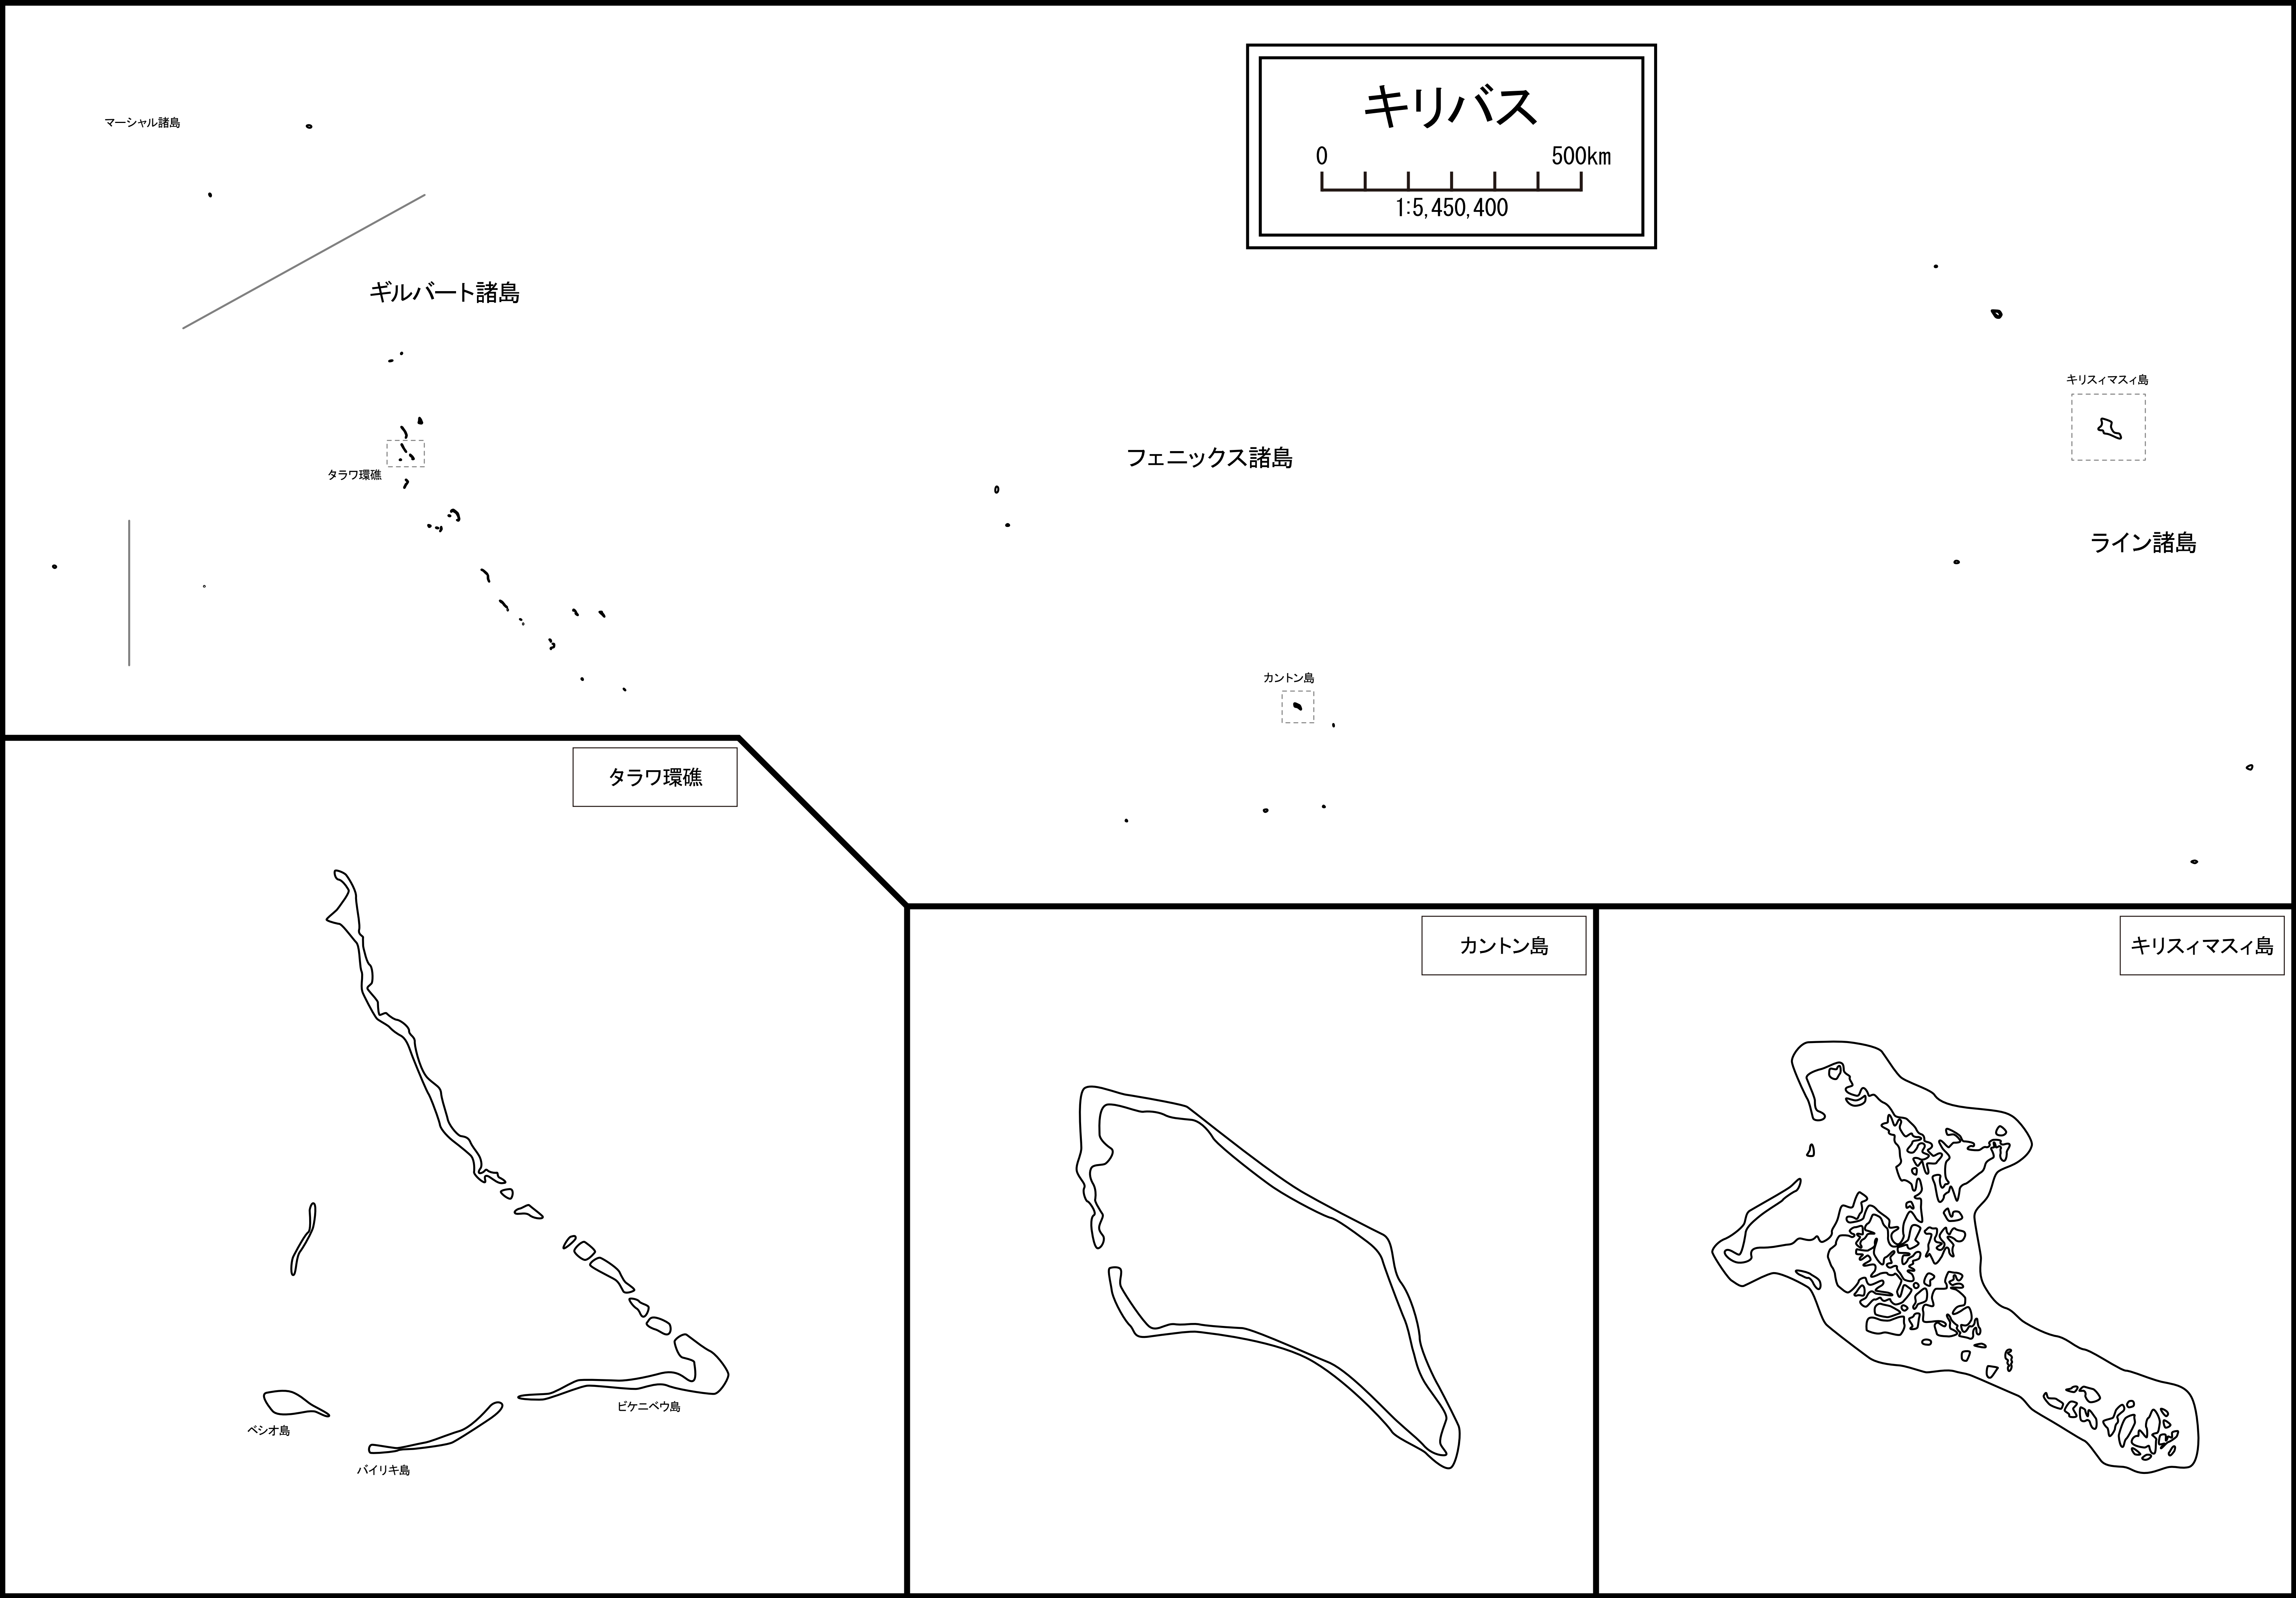 キリバス
0 500km
1:5,450,400
マーシャル諸島
ギルバート諸島
キリスィマスィ島
フェニックス諸島
タラワ環礁
ライン諸島
カントン島
タラワ環礁
カントン島
キリスィマスィ島
ビケニベウ島
ベシオ島
バイリキ島